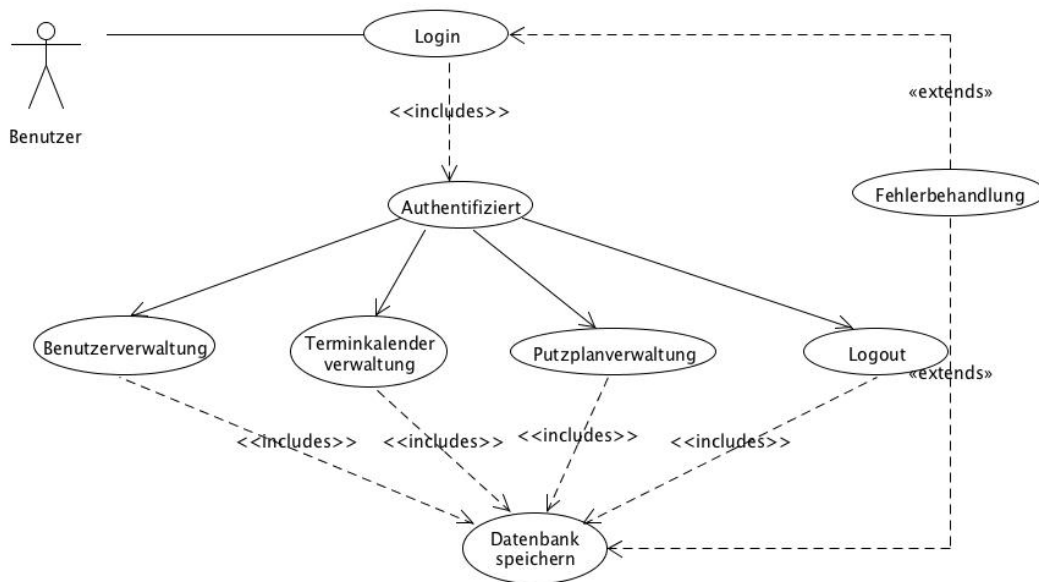 Login
«extends»
<<includes>>
Benutzer
Fehlerbehandlung
Authentifiziert
Benutzerverwaltung
Terminkalender
verwaltung
Putzplanverwaltung
Logout
«extends»
<<includes>>
<<includes>>
<<includes>>
<<includes>>
Datenbank
speichern